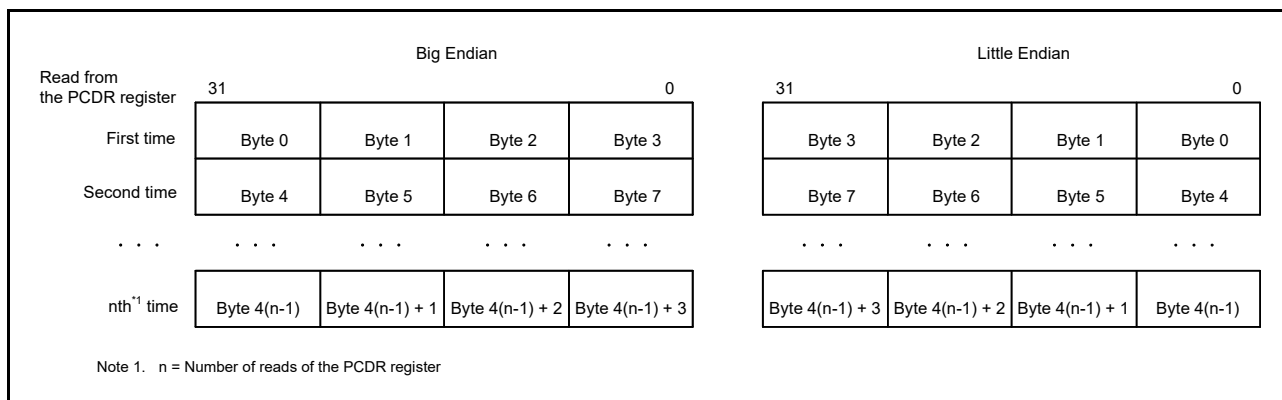 Big Endian Little Endian
Read from
the PCDR register 31 0 31 0
First time Byte 0 Byte 1 Byte 2 Byte 3 Byte 3 Byte 2 Byte 1 Byte 0
Second time Byte 4 Byte 5 Byte 6 Byte 7 Byte 7 Byte 6 Byte 5 Byte 4
. . . . . . . . . . . . . . . . . . . . . . . . . . .
nth*1 time Byte 4(n-1) Byte 4(n-1) + 1 Byte 4(n-1) + 2 Byte 4(n-1) + 3 Byte 4(n-1) + 3 Byte 4(n-1) + 2 Byte 4(n-1) + 1 Byte 4(n-1)
Note 1. n = Number of reads of the PCDR register